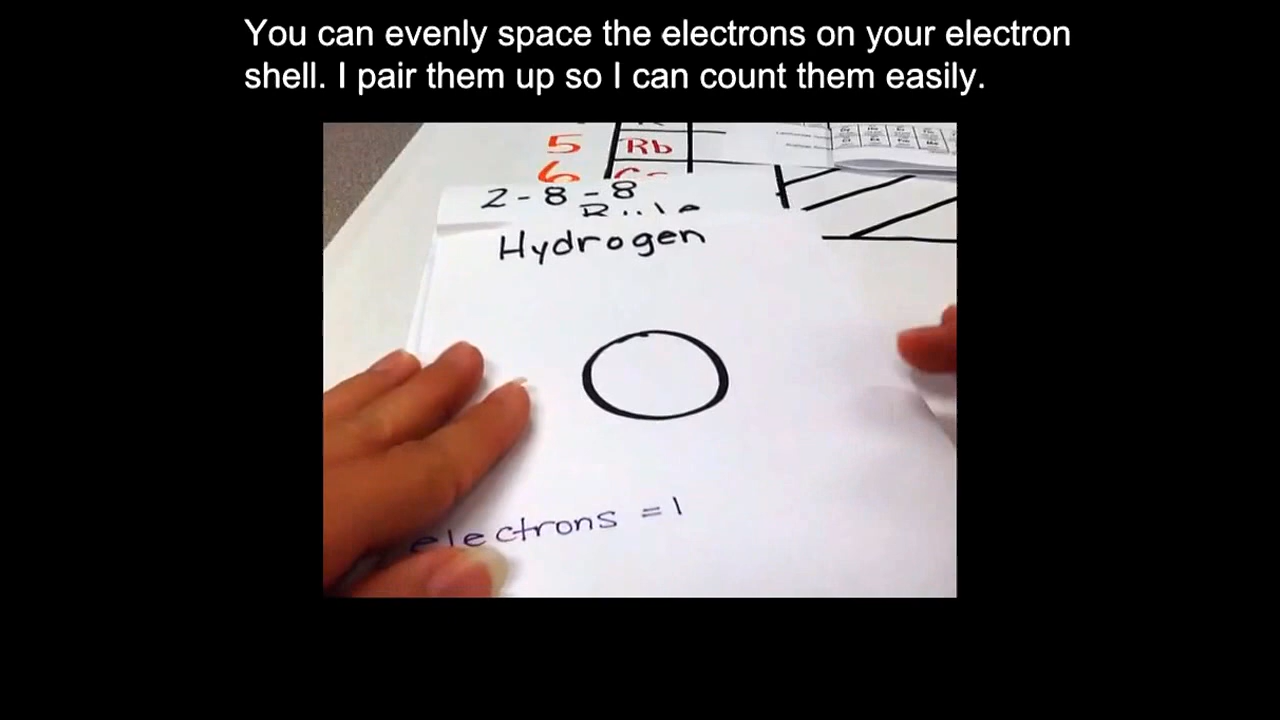 You can evenly space the electrons on your electron
shell. I pair them up so I can count them easily.
5 Rb
6
2-8-8
Hydrogen
electrons = 1